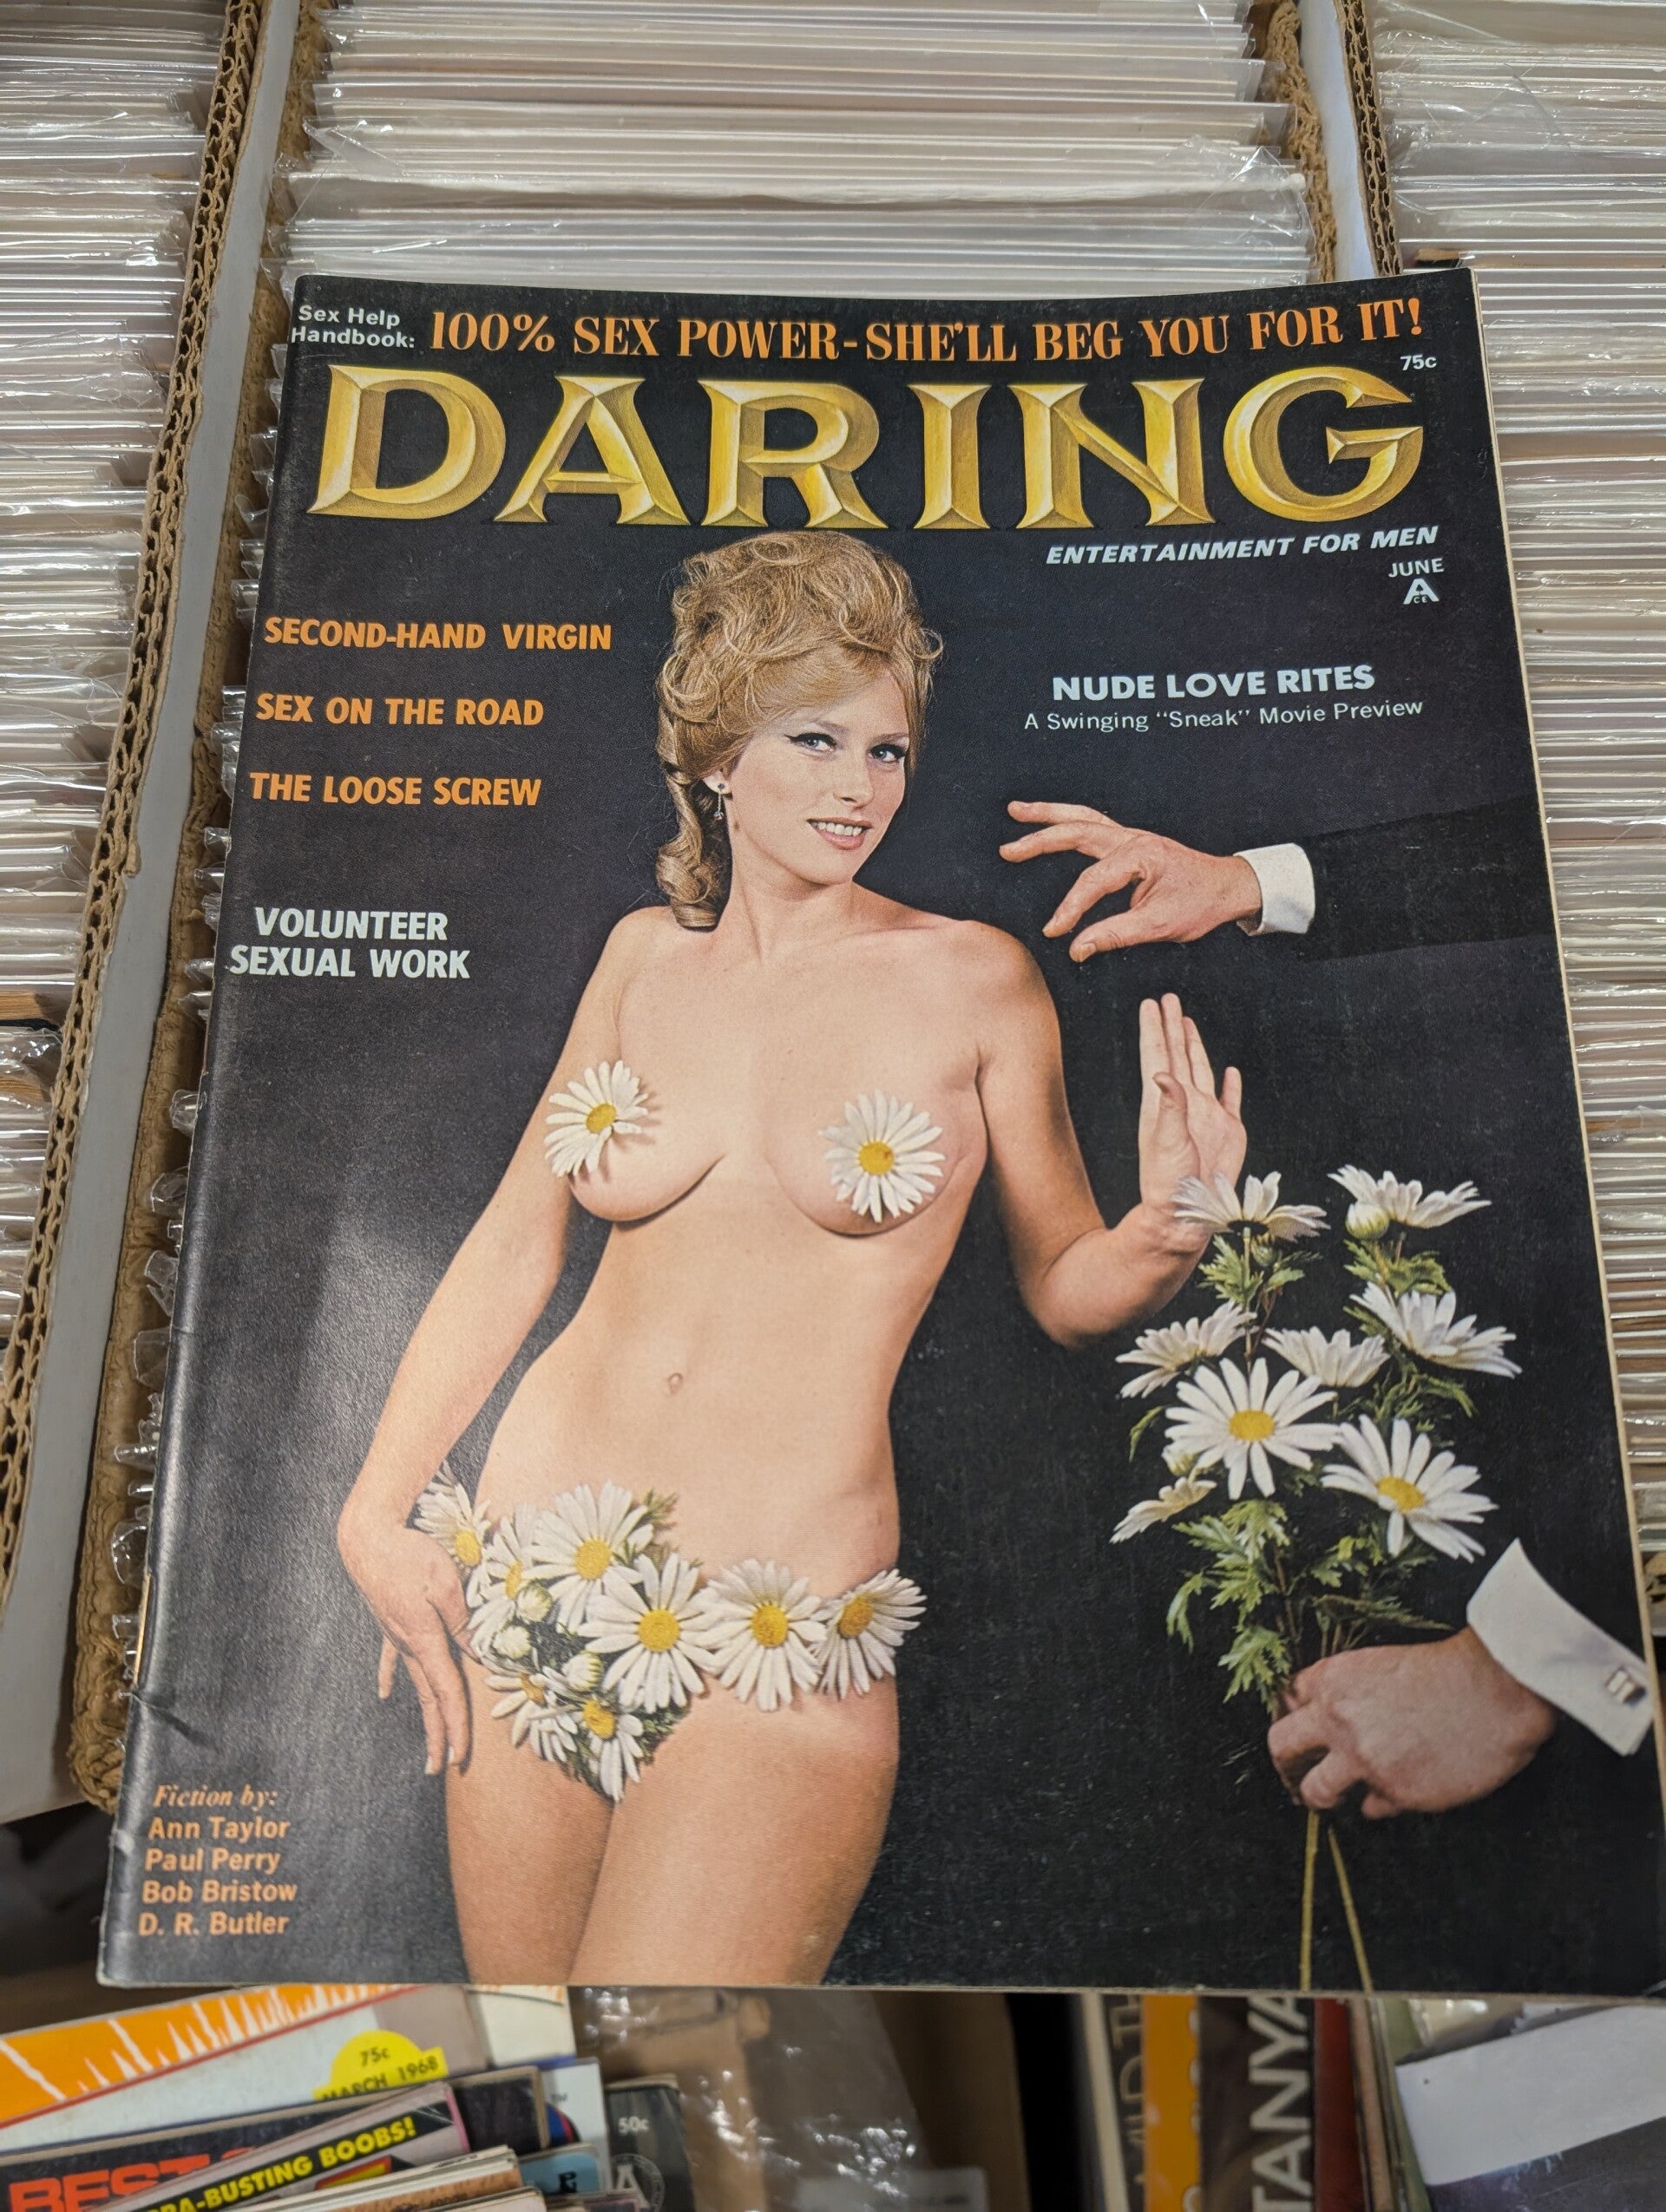 Sex Help
Handbook:
100% SEX POWER-SHE'LL BEG YOU FOR IT!
75c
DARING
ENTERTAINMENT FOR MEN
JUNE
ACE
SECOND-HAND VIRGIN
SEX ON THE ROAD
THE LOOSE SCREW
NUDE LOVE RITES
A Swinging "Sneak" Movie Preview
VOLUNTEER
SEXUAL WORK
Fiction by:
Ann Taylor
Paul Perry
Bob Bristow
D. R. Butler
75c
MARCH 1968
50c
BEST
BRA-BUSTING BOOBS!
TANYA